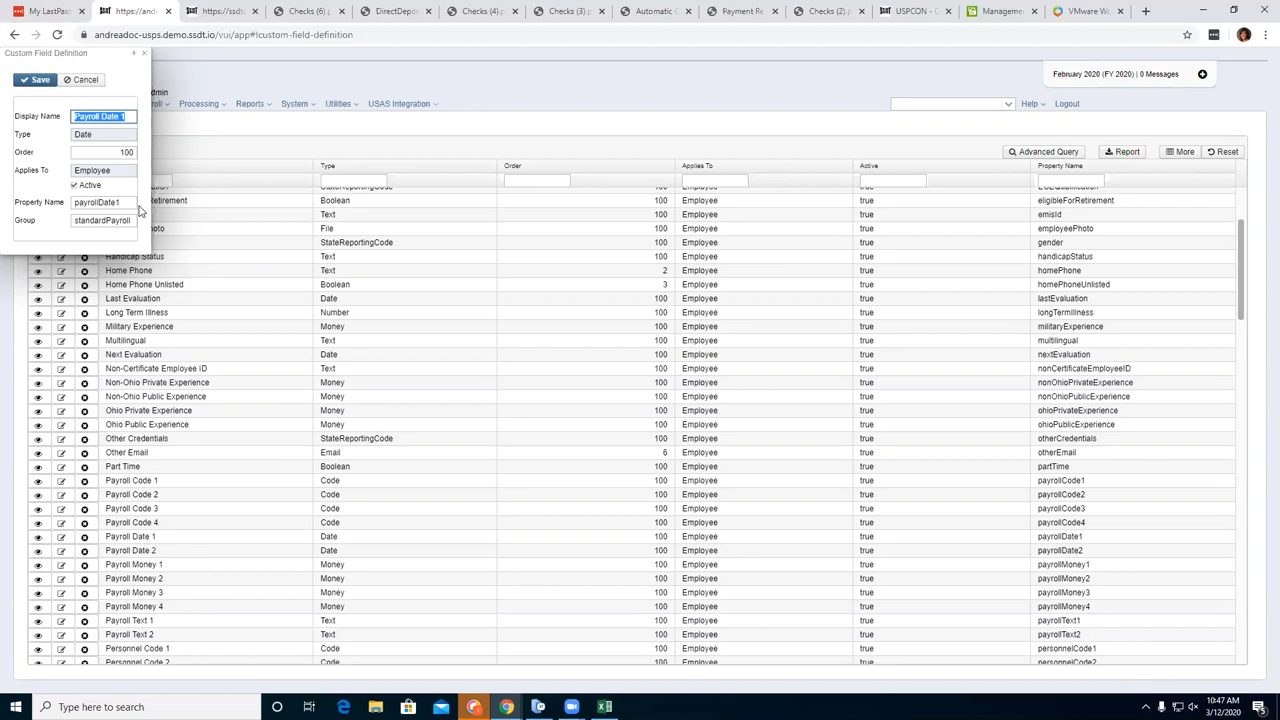 My LastPass
https://andre
https://ssdt
Checks (6).
DirectDepos
Checks (4).p
Checks (3).p
Automatic C
Payment Re
Checks (2).p
USPCON - G
Manageme
VMware Wo
andreadoc-usps.demo.ssdt.io/vui/app#!custom-field-definition
Custom Field Definition
Save
Cancel
Display Name Payroll Date 1
Type Date
Order 100
Applies To Employee
Active
Property Name payrollDate1
Group standardPayroll
dmin
February 2020 (FY 2020) | 0 Messages
roll Processing Reports System Utilities USAS Integration Help Logout
Advanced Query Report More Reset
Type Order Applies To Active Property Name
Retirement Boolean 100 Employee true eligibleForRetirement
Text 100 Employee true emisId
hoto File 100 Employee true employeePhoto
StateReportingCode 100 Employee true gender
Handicap Status Text 100 Employee true handicapStatus
Home Phone Text 2 Employee true homePhone
Home Phone Unlisted Boolean 3 Employee true homePhoneUnlisted
Last Evaluation Date 100 Employee true lastEvaluation
Long Term Illness Number 100 Employee true longTermIllness
Military Experience Money 100 Employee true militaryExperience
Multilingual Text 100 Employee true multilingual
Next Evaluation Date 100 Employee true nextEvaluation
Non-Certificate Employee ID Text 100 Employee true nonCertificateEmployeeID
Non-Ohio Private Experience Money 100 Employee true nonOhioPrivateExperience
Non-Ohio Public Experience Money 100 Employee true nonOhioPublicExperience
Ohio Private Experience Money 100 Employee true ohioPrivateExperience
Ohio Public Experience Money 100 Employee true ohioPublicExperience
Other Credentials StateReportingCode 100 Employee true otherCredentials
Other Email Email 6 Employee true otherEmail
Part Time Boolean 100 Employee true partTime
Payroll Code 1 Code 100 Employee true payrollCode1
Payroll Code 2 Code 100 Employee true payrollCode2
Payroll Code 3 Code 100 Employee true payrollCode3
Payroll Code 4 Code 100 Employee true payrollCode4
Payroll Date 1 Date 100 Employee true payrollDate1
Payroll Date 2 Date 100 Employee true payrollDate2
Payroll Money 1 Money 100 Employee true payrollMoney1
Payroll Money 2 Money 100 Employee true payrollMoney2
Payroll Money 3 Money 100 Employee true payrollMoney3
Payroll Money 4 Money 100 Employee true payrollMoney4
Payroll Text 1 Text 100 Employee true payrollText1
Payroll Text 2 Text 100 Employee true payrollText2
Personnel Code 1 Code 100 Employee true personnelCode1
Personnel Code 2 Code 100 Employee true personnelCode2
Type here to search
10:47 AM
3/12/2020
5